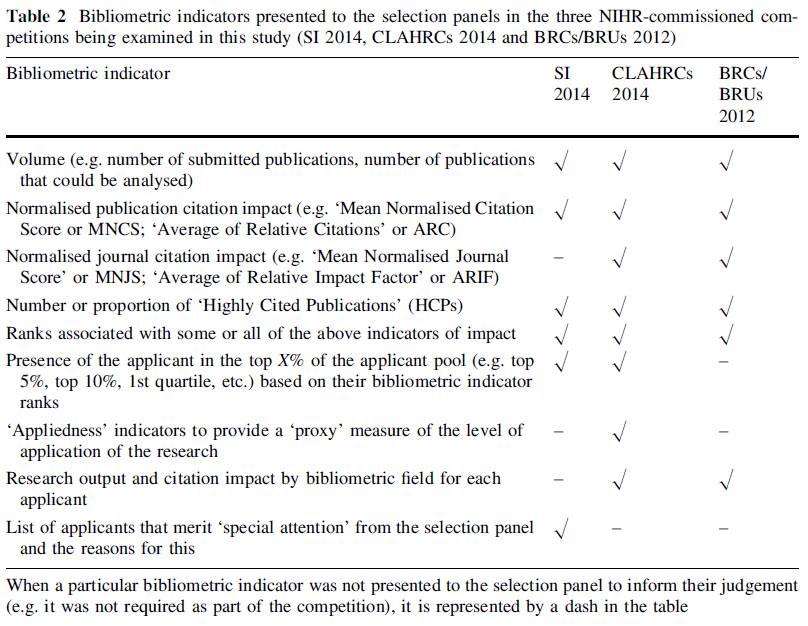 Table 2 Bibliometric indicators presented to the selection panels in the three NIHR-commissioned com-
petitions being examined in this study (SI 2014, CLAHRCs 2014 and BRCs/BRUs 2012)
Bibliometric indicator SI 2014 CLAHRCs 2014 BRCs/ BRUs 2012
Volume (e.g. number of submitted publications, number of publications
that could be analysed) √ √ √
Normalised publication citation impact (e.g. ‘Mean Normalised Citation
Score or MNCS; ‘Average of Relative Citations’ or ARC) √ √ √
Normalised journal citation impact (e.g. ‘Mean Normalised Journal
Score’ or MNJS; ‘Average of Relative Impact Factor’ or ARIF) – √ √
Number or proportion of ‘Highly Cited Publications’ (HCPs) √ √ √
Ranks associated with some or all of the above indicators of impact √ √ √
Presence of the applicant in the top X% of the applicant pool (e.g. top
5%, top 10%, 1st quartile, etc.) based on their bibliometric indicator
ranks √ √ –
‘Appliedness’ indicators to provide a ‘proxy’ measure of the level of
application of the research – √ –
Research output and citation impact by bibliometric field for each
applicant – √ √
List of applicants that merit ‘special attention’ from the selection panel
and the reasons for this √ – –
When a particular bibliometric indicator was not presented to the selection panel to inform their judgement
(e.g. it was not required as part of the competition), it is represented by a dash in the table